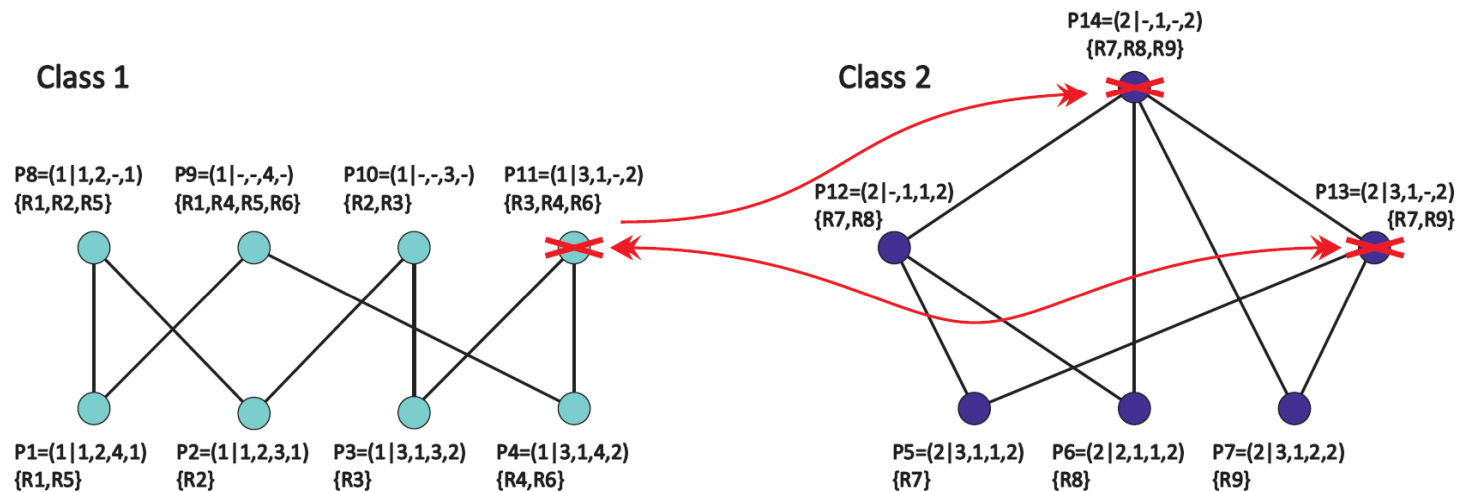 Class 1
Class 2
P14=(2|-,1,-,2)
{R7,R8,R9}
P8=(1|1,2,-,1)
{R1,R2,R5}
P9=(1|-,-,4,-)
{R1,R4,R5,R6}
P10=(1|-,-,3,-)
{R2,R3}
P11=(1|3,1,-,2)
{R3,R4,R6}
P12=(2|-,1,1,2)
{R7,R8}
P13=(2|3,1,-,2)
{R7,R9}
P1=(1|1,2,4,1)
{R1,R5}
P2=(1|1,2,3,1)
{R2}
P3=(1|3,1,3,2)
{R3}
P4=(1|3,1,4,2)
{R4,R6}
P5=(2|3,1,1,2)
{R7}
P6=(2|2,1,1,2)
{R8}
P7=(2|3,1,2,2)
{R9}